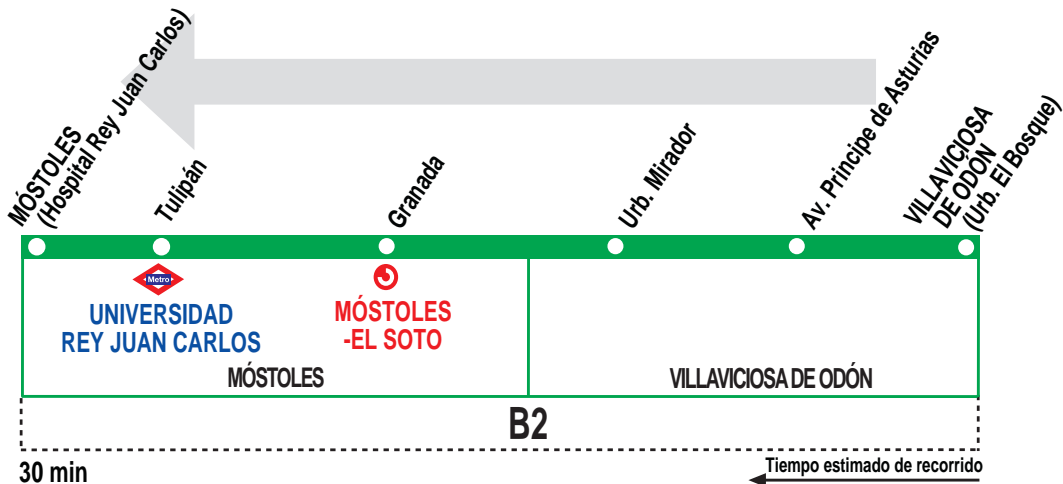 MÓSTOLES
(Hospital Rey Juan Carlos)
Tulipán
Granada
Urb. Mirador
Av. Principe de Asturias
VILLAVICIOSA
DE ODÓN
(Urb. El Bosque)
Metro
UNIVERSIDAD
REY JUAN CARLOS
MÓSTOLES
-EL SOTO
MÓSTOLES
VILLAVICIOSA DE ODÓN
B2
30 min
Tiempo estimado de recorrido